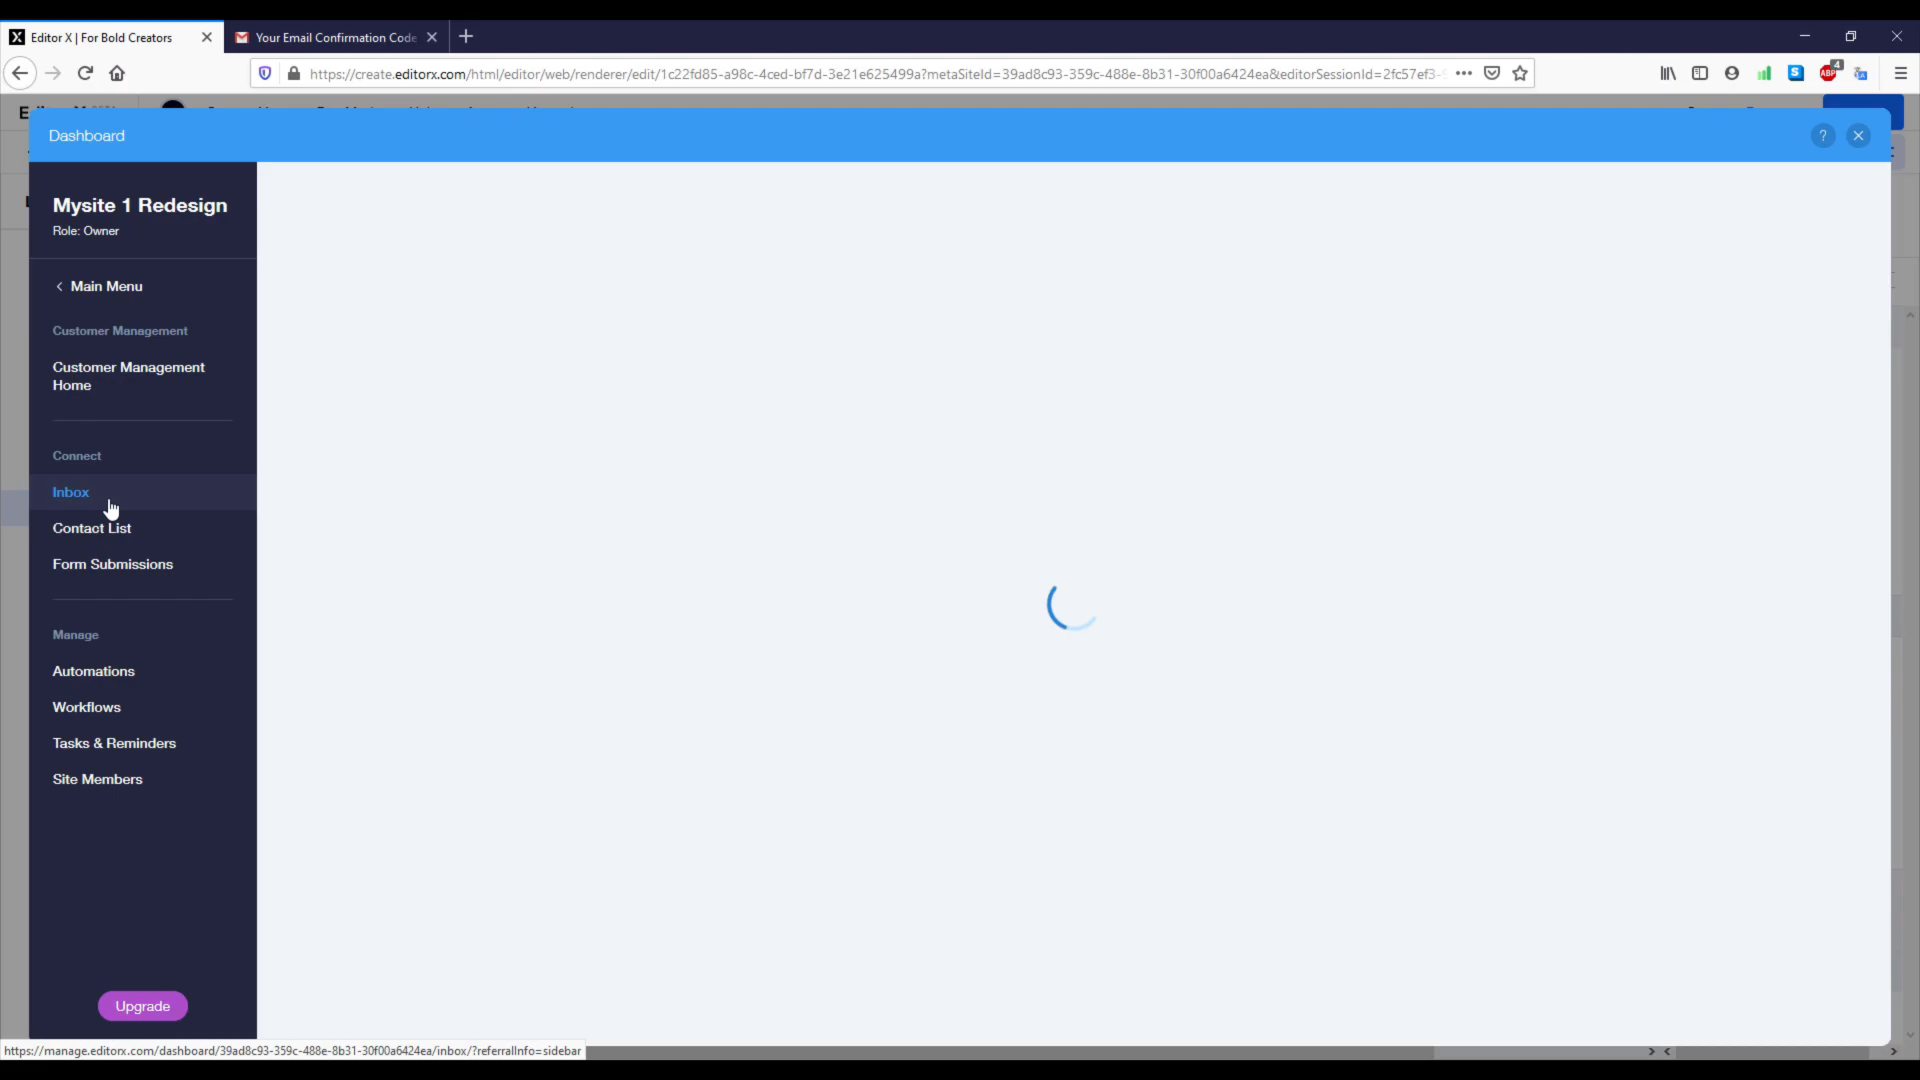 Editor X | For Bold Creators
Your Email Confirmation Code
https://create.editorx.com/html/editor/web/renderer/edit/1c22fd85-a98c-4ced-bf7d-3e21e625499a?metaSiteId=39ad8c93-359c-488e-8b31-30f00a6424ea&editorSessionId=2fc57ef3-
ABP
4
S
Dashboard
?
Mysite 1 Redesign
Role: Owner
Main Menu
Customer Management
Customer Management
Home
Connect
Inbox
Contact List
Form Submissions
Manage
Automations
Workflows
Tasks & Reminders
Site Members
Upgrade
https://manage.editorx.com/dashboard/39ad8c93-359c-488e-8b31-30f00a6424ea/inbox/?referralInfo=sidebar